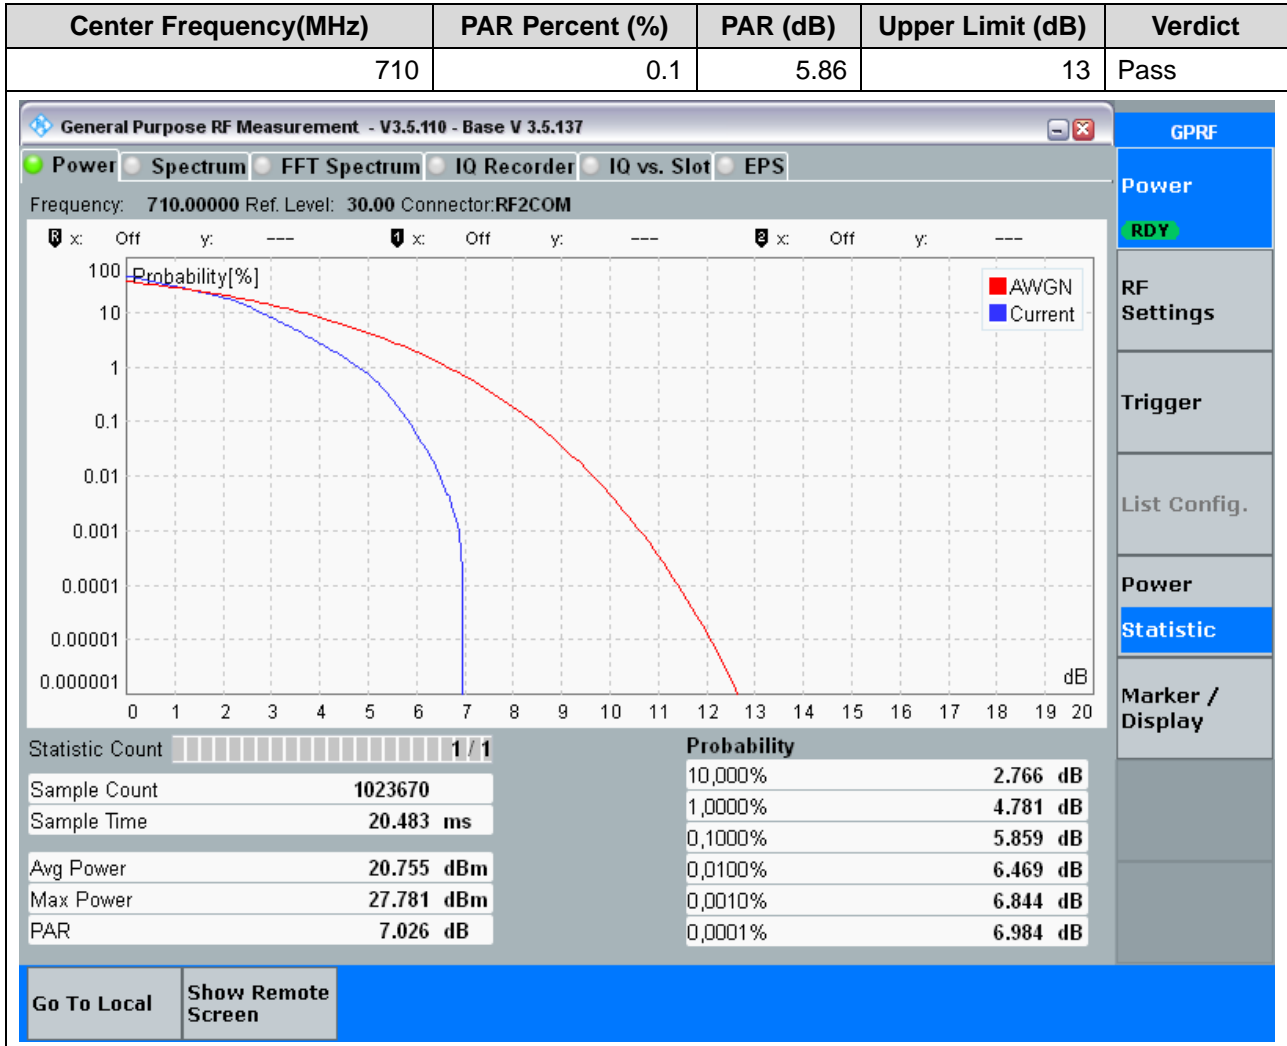 Center Frequency(MHz) PAR Percent (%) PAR (dB) Upper Limit (dB) Verdict
710 0.1 5.86 13 Pass
General Purpose RF Measurement - V3.5.110 - Base V 3.5.137
GPRF
Power Spectrum FFT Spectrum IQ Recorder IQ vs. Slot EPS
Frequency: 710.00000 Ref. Level: 30.00 Connector:RF2COM
R x: Off y: --- 1 x: Off y: --- 2 x: Off y: ---
Power
RDY
RF
Settings
Trigger
List Config.
Power
Statistic
Marker /
Display
Probability[%]
AWGN
Current
100
10
1
0.1
0.01
0.001
0.0001
0.00001
0.000001
dB
0 1 2 3 4 5 6 7 8 9 10 11 12 13 14 15 16 17 18 19 20
Statistic Count 1 / 1
Sample Count 1023670
Sample Time 20.483 ms
Avg Power 20.755 dBm
Max Power 27.781 dBm
PAR 7.026 dB
Probability
10,000% 2.766 dB
1,0000% 4.781 dB
0,1000% 5.859 dB
0,0100% 6.469 dB
0,0010% 6.844 dB
0,0001% 6.984 dB
Go To Local
Show Remote
Screen